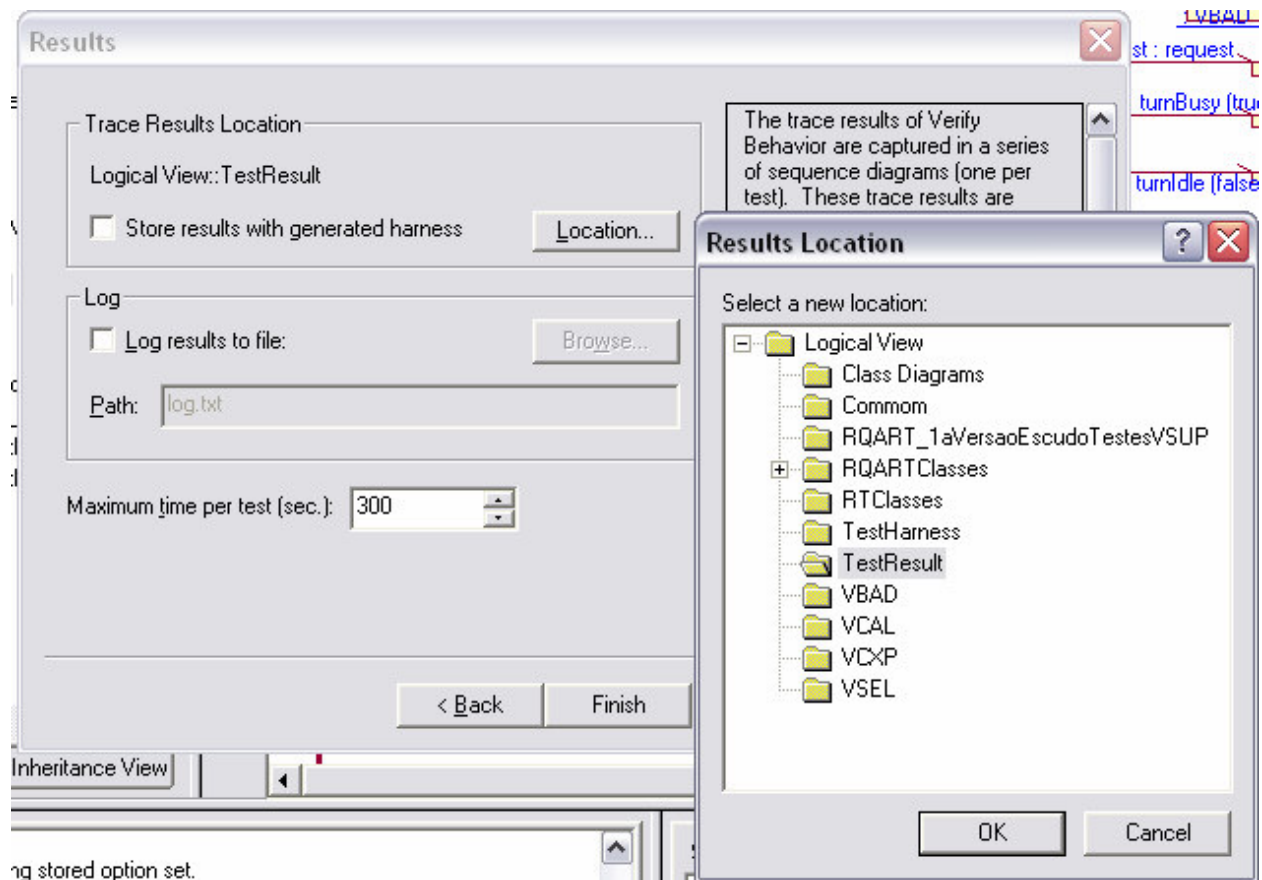 Results
Trace Results Location
Logical View::TestResult
Store results with generated harness
Location...
Log
Log results to file:
Browse...
Path: log.txt
Maximum time per test (sec.): 300
< Back
Finish
The trace results of Verify
Behavior are captured in a series
of sequence diagrams (one per
test). These trace results are
: VBAD
st : request
turnBusy (true
turnIdle (false
Results Location
Select a new location:
Logical View
Class Diagrams
Commom
RQART_1aVersaoEscudoTestesVSUP
RQARTClasses
RTClasses
TestHarness
TestResult
VBAD
VCAL
VCXP
VSEL
OK
Cancel
Inheritance View
ng stored option set.